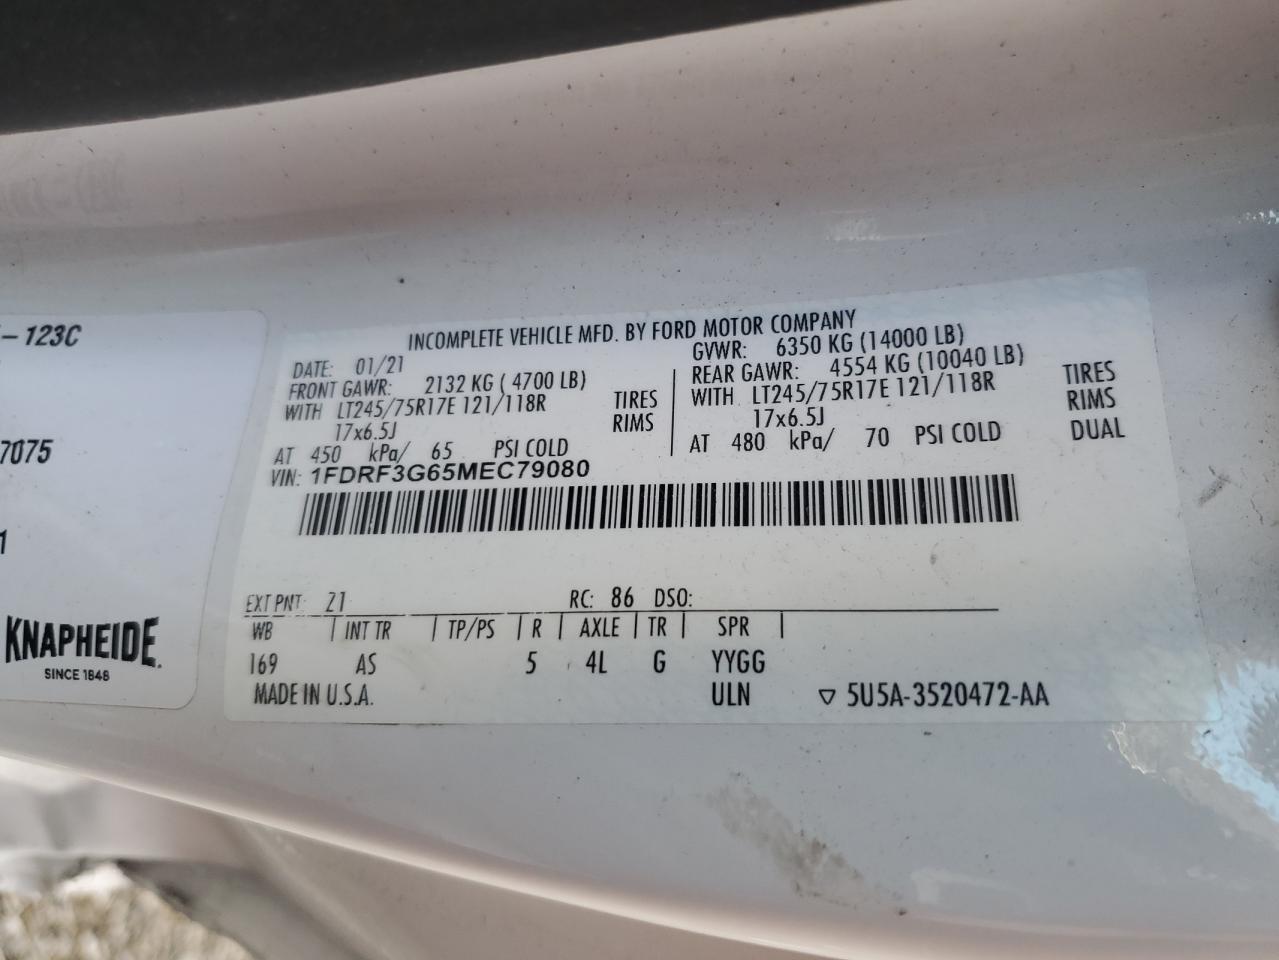 -123C
7075
1
KNAPHEIDE
SINCE 1848
INCOMPLETE VEHICLE MFD. BY FORD MOTOR COMPANY
DATE: 01/21
GVWR: 6350 KG (14000 LB)
FRONT GAWR: 2132 KG ( 4700 LB)
REAR GAWR: 4554 KG (10040 LB)
WITH LT245/75R17E 121/118R TIRES
WITH LT245/75R17E 121/118R TIRES
17x6.5J RIMS
17x6.5J RIMS
AT 450 kPa/ 65 PSI COLD
AT 480 kPa/ 70 PSI COLD DUAL
VIN: 1FDRF3G65MEC79080
EXT PNT: Z1 RC: 86 DSO:
WB | INT TR | TP/PS | R | AXLE | TR | SPR |
169 AS 5 4L G YYGG
MADE IN U.S.A. ULN ▽ 5U5A-3520472-AA